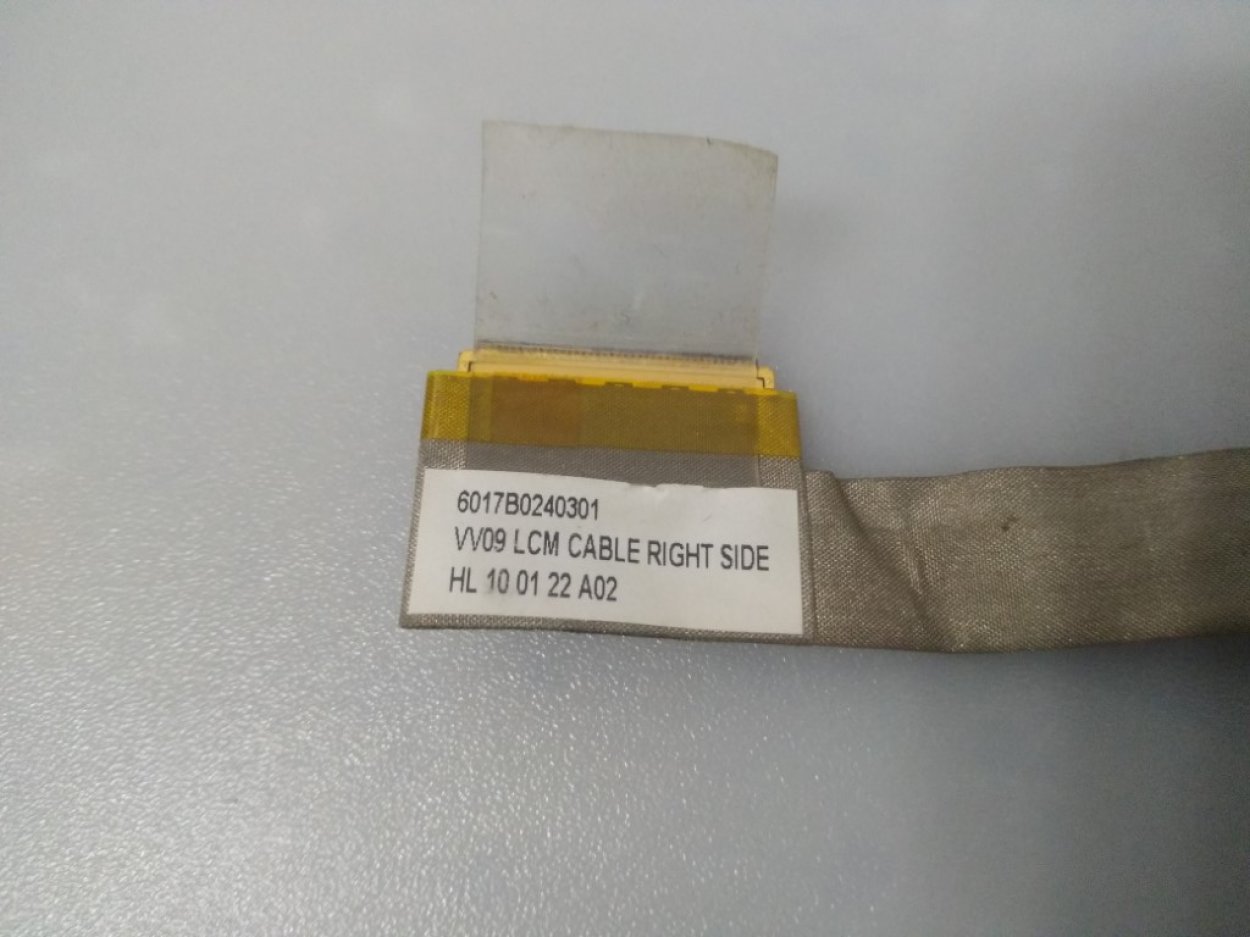 6017B0240301
VV09 LCM CABLE RIGHT SIDE
HL 10 01 22 A02